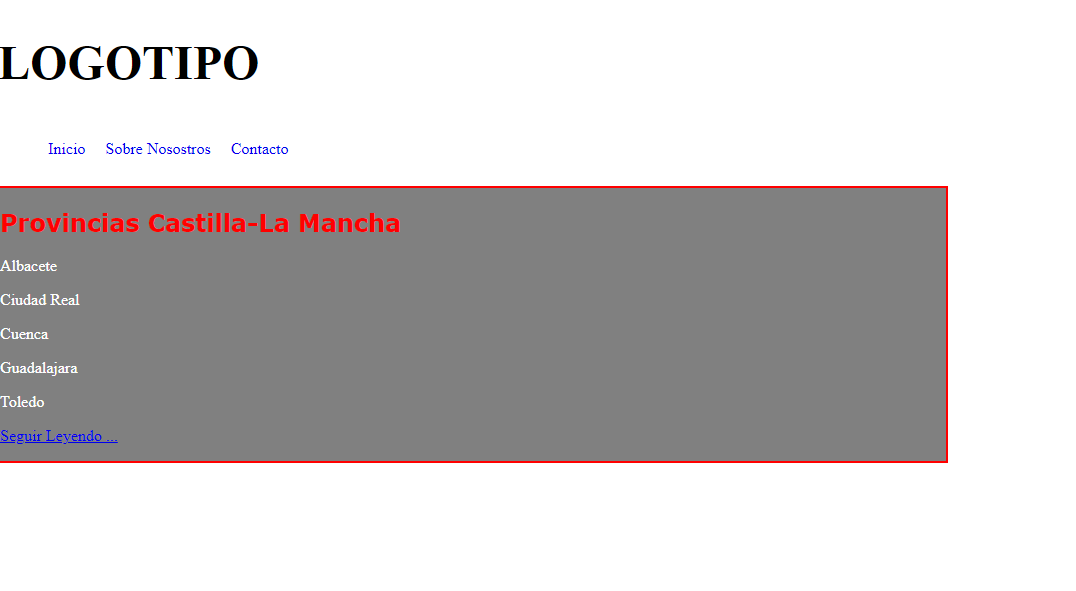 LOGOTIPO
Inicio Sobre Nosostros Contacto
Provincias Castilla-La Mancha
Albacete
Ciudad Real
Cuenca
Guadalajara
Toledo
Seguir Leyendo ...